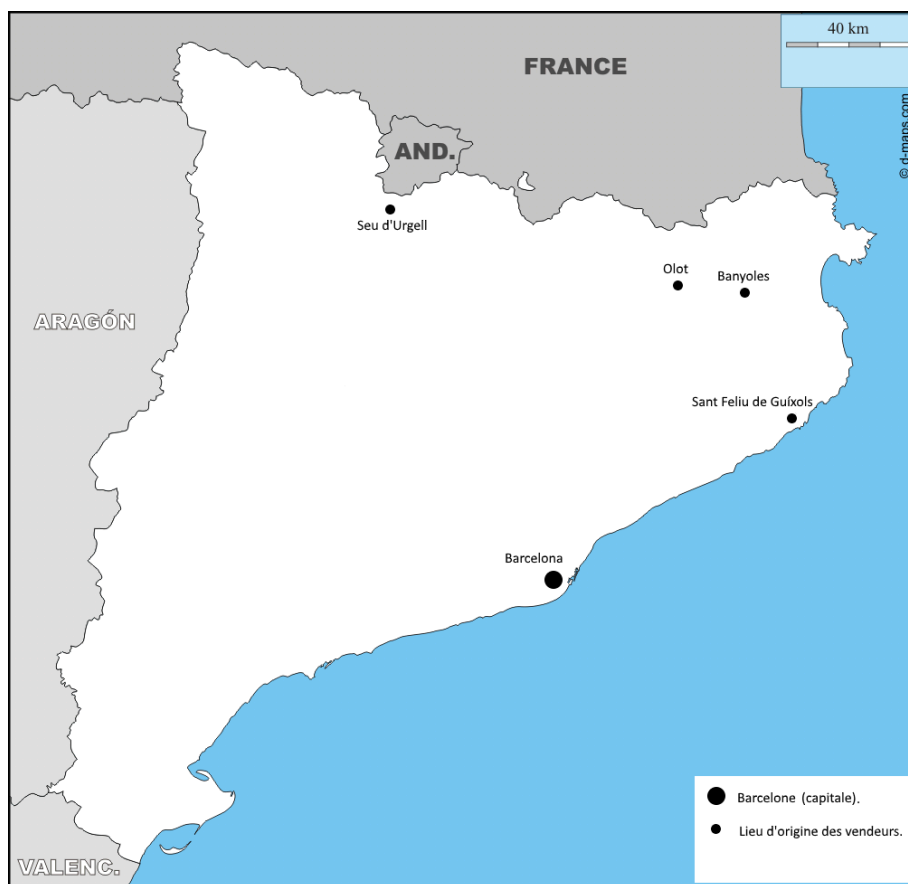 40 km
FRANCE
© d-maps.com
AND.
Seu d'Urgell
Olot
Banyoles
ARAGÓN
Sant Feliu de Guíxols
Barcelona
Barcelone (capitale).
Lieu d'origine des vendeurs.
VALENC.